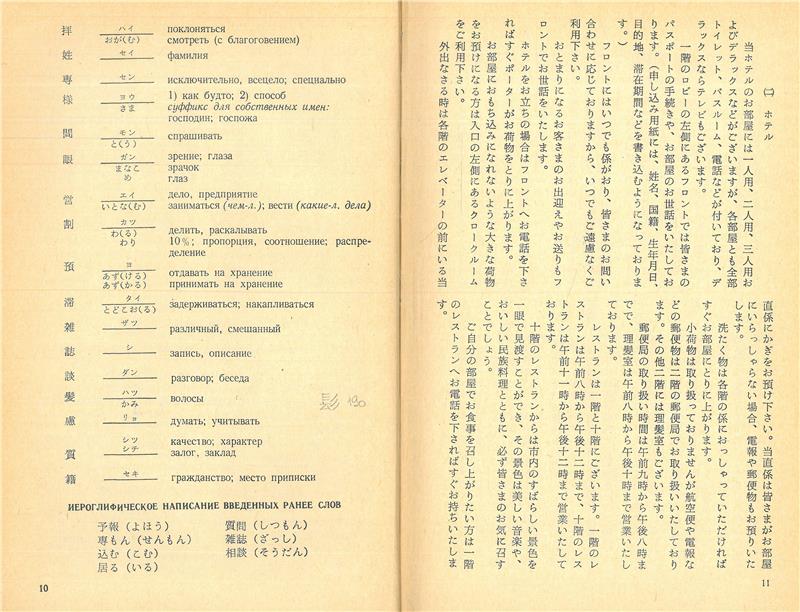 拝 ハイ поклоняться
おが(む) смотреть (с благоговением)
姓 セイ фамилия
専 セン исключительно, всецело; специально
様 ヨウ 1) как будто; 2) способ
さま суффикс для собственных имен:
господин; госпожа
問 モン спрашивать
と(う)
眼 ガン зрение; глаза
まなこ зрачок
め глаз
営 エイ дело, предприятие
いとな(む) заниматься (чем-л.); вести (какие-л. дела)
割 カツ
わ(る) делить, раскалывать
わり 10%; пропорция, соотношение; распре-
деление
預 ヨ
あず(ける) отдавать на хранение
あず(かる) принимать на хранение
滞 タイ задерживаться; накапливаться
とどこお(る)
雑 ザツ различный, смешанный
誌 シ запись, описание
談 ダン разговор; беседа
髪 ハツ волосы
かみ
慮 リョ думать; учитывать
質 シツ качество; характер
シチ залог, заклад
籍 セキ гражданство; место приписки
髟 190
ИЕРОГЛИФИЧЕСКОЕ НАПИСАНИЕ ВВЕДЕННЫХ РАНЕЕ СЛОВ
予報 (よほう) 質問 (しつもん)
専もん (せんもん) 雑誌 (ざっし)
込む (こむ) 相談 (そうだん)
居る (いる)
10
㈡ ホテル
当ホテルのお部屋には一人用、二人用、三人用お
よびデラックスなどがございますが、各部屋とも全部
トイレット、バスルーム、電話などが付いており、デ
ラックスならテレビもございます。
一階のロビーの左側にあるフロントでは皆さまの
パスポートの手続きや、お部屋のお世話をいたしてお
ります。（申し込み用紙には、姓名、国籍、生年月日、
目的地、滞在期間などを書き込むようになっておりま
す。）
フロントにはいつでも係がおり、皆さまのお問い
合わせに応じておりますから、いつでもご遠慮なくご
利用下さい。
おとまりになるお客さまのお出迎えやお送りもフ
ロントでお世話をいたします。
ホテルをお立ちの場合はフロントへお電話を下さ
ればすぐポーターがお荷物をとりに上がります。
お部屋におもち込みになれないような大きな荷物
をお預けになる方は入口の左側にあるクロークルーム
をご利用下さい。
外出なさる時は各階のエレベーターの前にいる当
直係にかぎをお預け下さい。当直係は皆さまがお部屋
にいらっしゃらない場合、電報や郵便物もお預りいた
します。
洗たく物は各階の係におっしゃっていただければ
すぐお部屋にとりに上がります。
小荷物は取り扱っておりませんが航空便や電報な
どの郵便物は二階の郵便局でお取り扱いいたしており
ます。その他二階には理髪室もございます。
郵便局の取り扱い時間は午前九時から午後八時ま
でで、理髪室は午前八時から午後十時まで営業いたし
ております。
レストランは一階と十階にございます。一階のレ
ストランは午前八時から午後十二時まで、十階のレス
トランは午前十一時から午後十二時まで営業いたして
おります。
十階のレストランからは市内のすばらしい景色を
一眼で見渡すことができ、その景色は美しい音楽や、
おいしい民族料理とともに、必ず皆さまのお気に召す
ことでしょう。
ご自分の部屋でお食事を召し上がりたい方は一階
のレストランへお電話を下さればすぐお持ちいたしま
す。
11